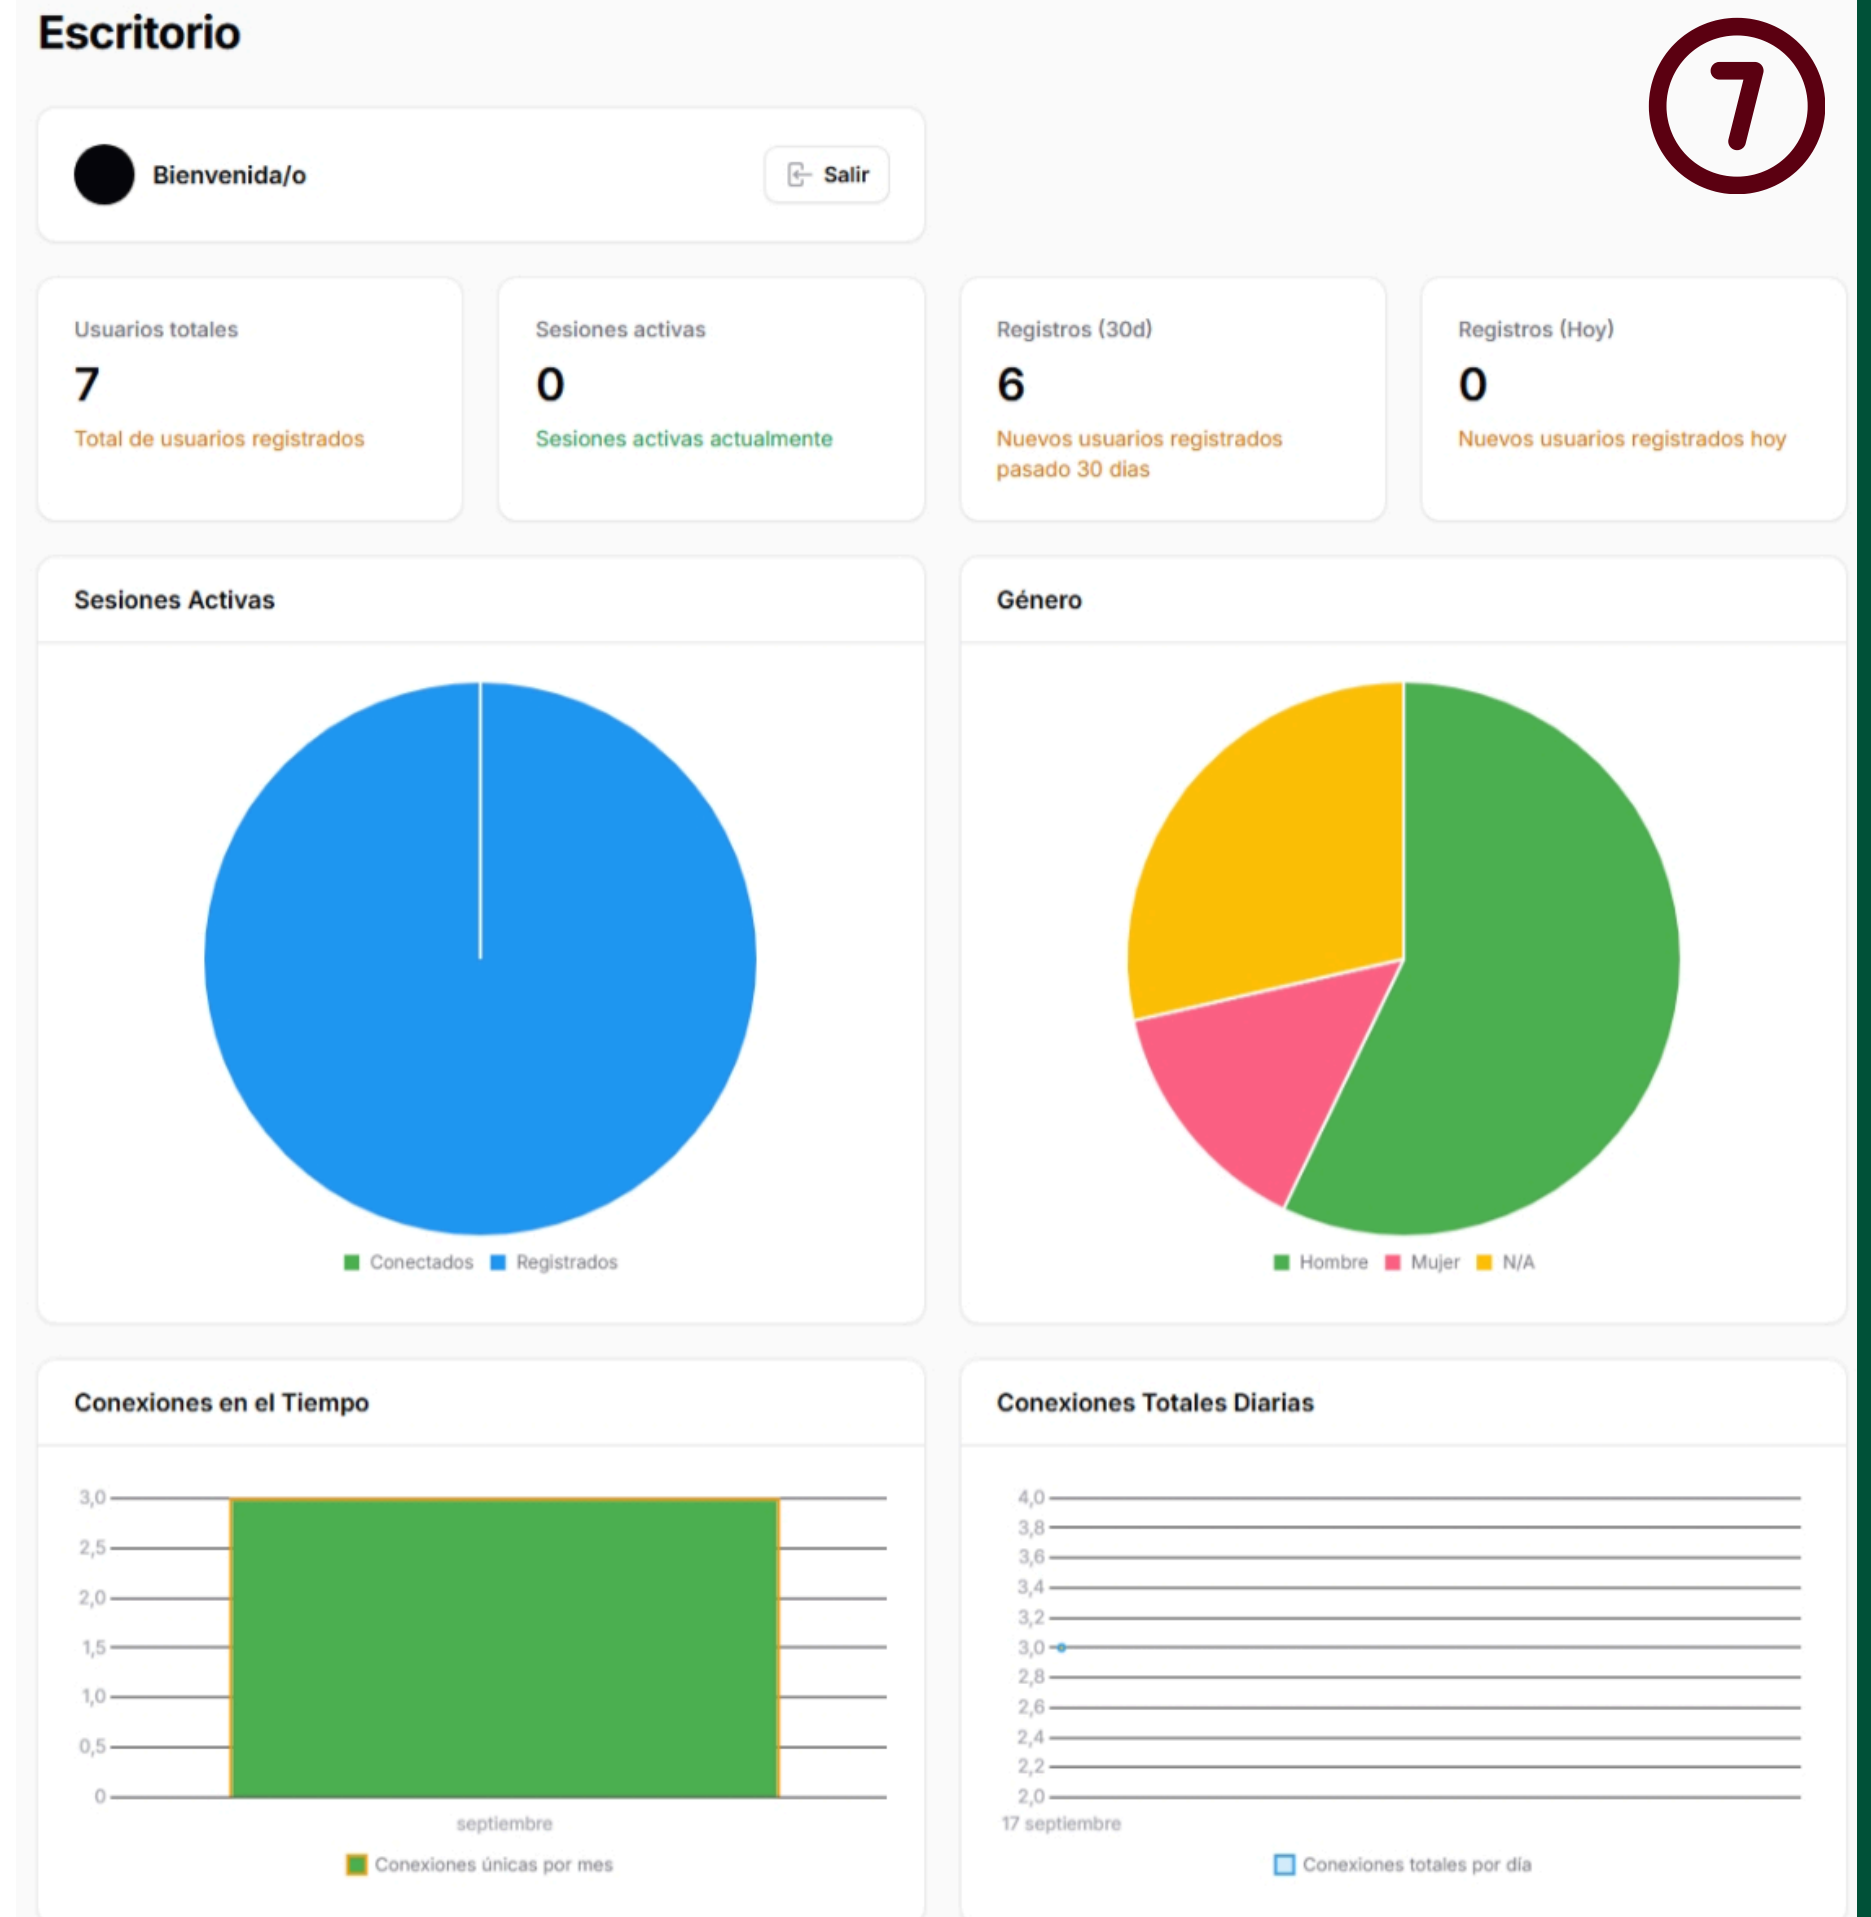 Escritorio
7
Bienvenida/o
Salir
Usuarios totales
7
Total de usuarios registrados
Sesiones activas
0
Sesiones activas actualmente
Registros (30d)
6
Nuevos usuarios registrados
pasado 30 dias
Registros (Hoy)
0
Nuevos usuarios registrados hoy
Sesiones Activas
Conectados Registrados
Género
Hombre Mujer N/A
Conexiones en el Tiempo
3,0
2,5
2,0
1,5
1,0
0,5
0
septiembre
Conexiones únicas por mes
Conexiones Totales Diarias
4,0
3,8
3,6
3,4
3,2
3,0
2,8
2,6
2,4
2,2
2,0
17 septiembre
Conexiones totales por día